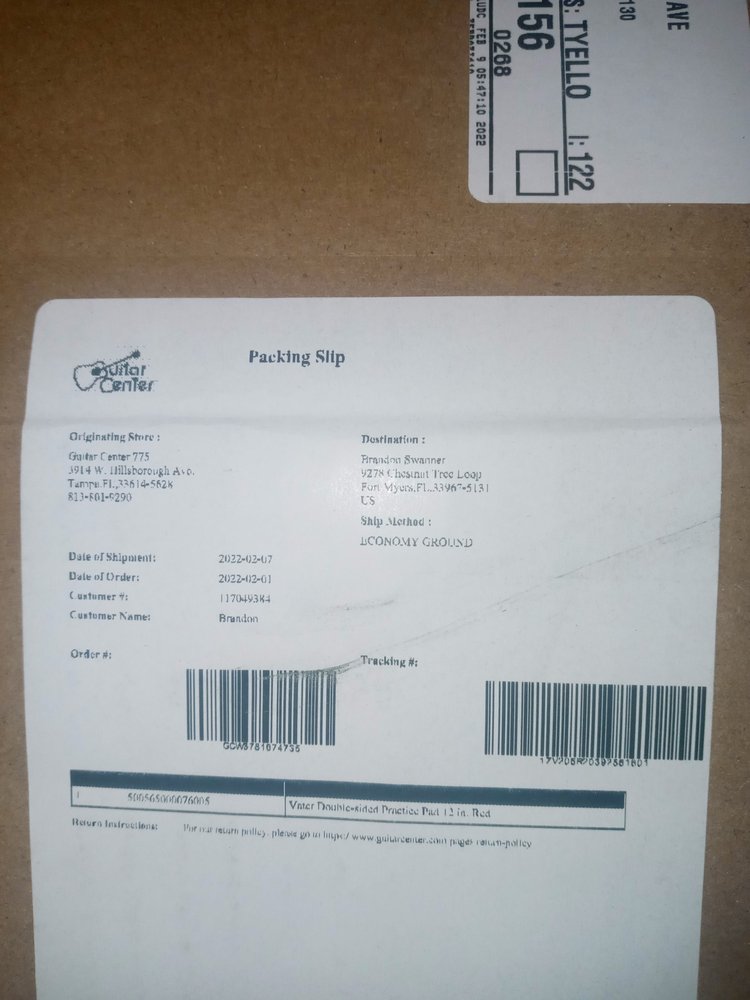 AVE
130
S: TYELLO I: 122
156
0268
UDC FEB 9 05:47:10 2022
Guitar Center
Packing Slip
Originating Store :
Guitar Center 775
3914 W. Hillsborough Ave.
Tampa,FL,33614-5628
813-801-9290
Destination :
Brandon Swanner
9278 Chestnut Tree Loop
Fort Myers,FL,33967-5131
US
Ship Method :
ECONOMY GROUND
Date of Shipment: 2022-02-07
Date of Order: 2022-02-01
Customer #: 117049384
Customer Name: Brandon
Order #:
Tracking #:
1 Vater Double-sided Practice Pad 12 in. Red
Return Instructions: For our return policy, please go to www.guitarcenter.com pages return-policy